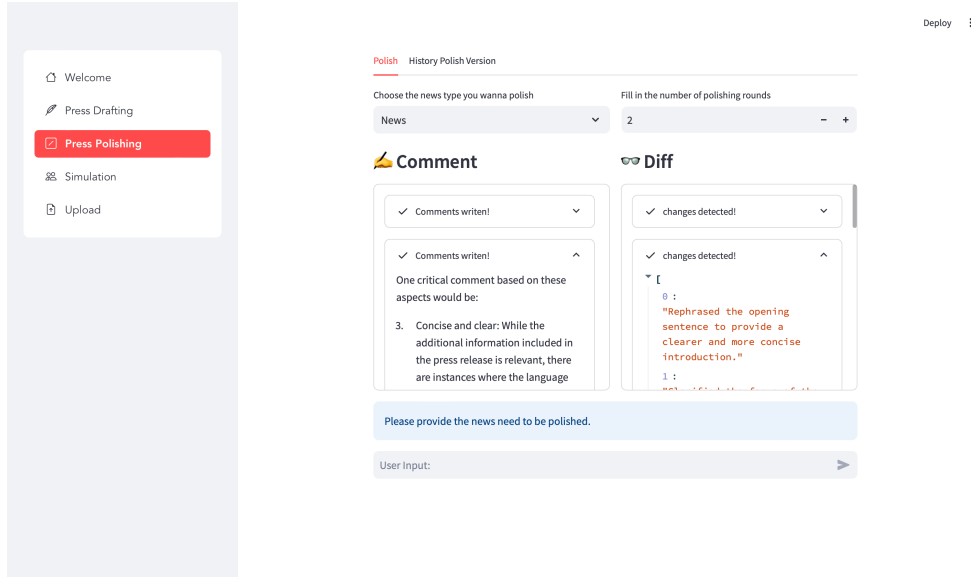 Deploy
Welcome
Press Drafting
Press Polishing
Simulation
Upload
Polish
History Polish Version
Choose the news type you wanna polish
News
Fill in the number of polishing rounds
2
Comment
Comments writen!
Comments writen!
One critical comment based on these
aspects would be:
3. Concise and clear: While the
additional information included in
the press release is relevant, there
are instances where the language
Diff
changes detected!
changes detected!
[
0 :
"Rephrased the opening
sentence to provide a
clearer and more concise
introduction."
1 :
Please provide the news need to be polished.
User Input: